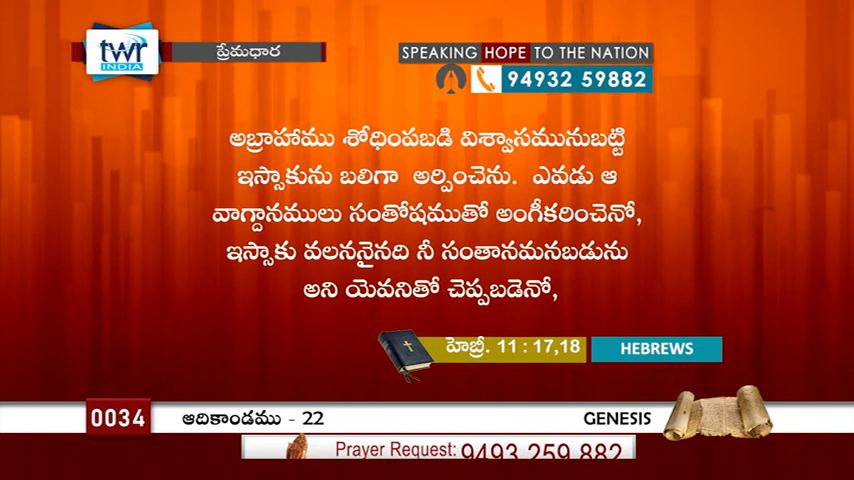 twr
INDIA
ప్రేమధార
SPEAKING HOPE TO THE NATION
94932 59882
అబ్రాహాము శోధింపబడి విశ్వాసమునుబట్టి
ఇస్సాకును బలిగా అర్పించెను. ఎవడు ఆ
వాగ్దానములు సంతోషముతో అంగీకరించెనో,
ఇస్సాకు వలననైనది నీ సంతానమనబడును
అని యెవనితో చెప్పబడెనో,
హెబ్రీ. 11 : 17,18 HEBREWS
0034 ఆదికాండము - 22 GENESIS
Prayer Request: 9493 259 882